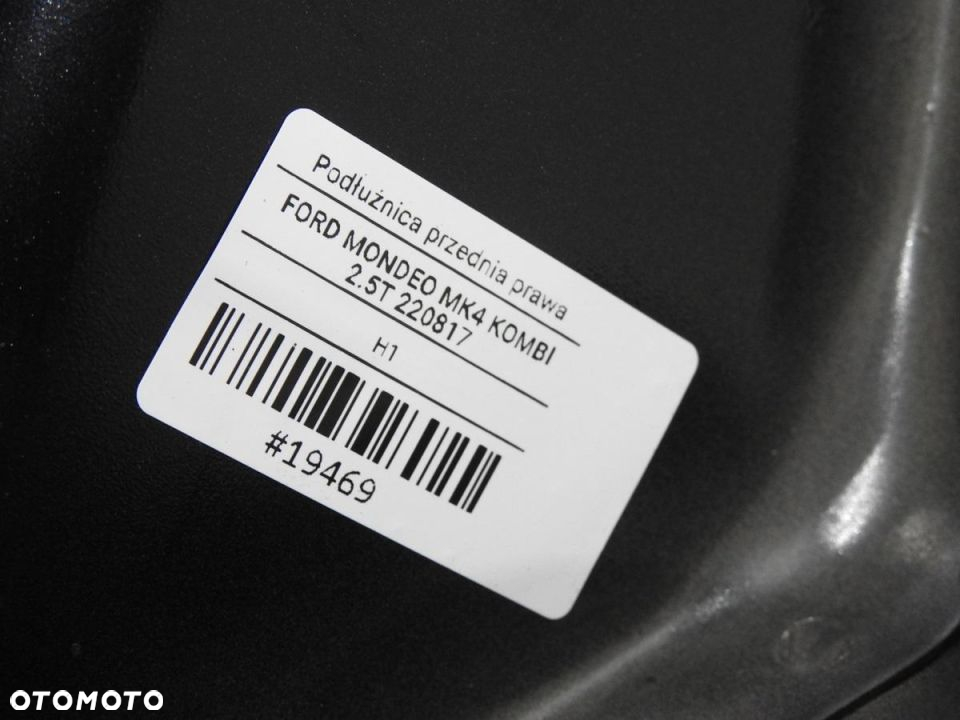 Podłużnica przednia prawa
FORD MONDEO MK4 KOMBI
2.5T 220817
H1
#19469
OTOMOTO